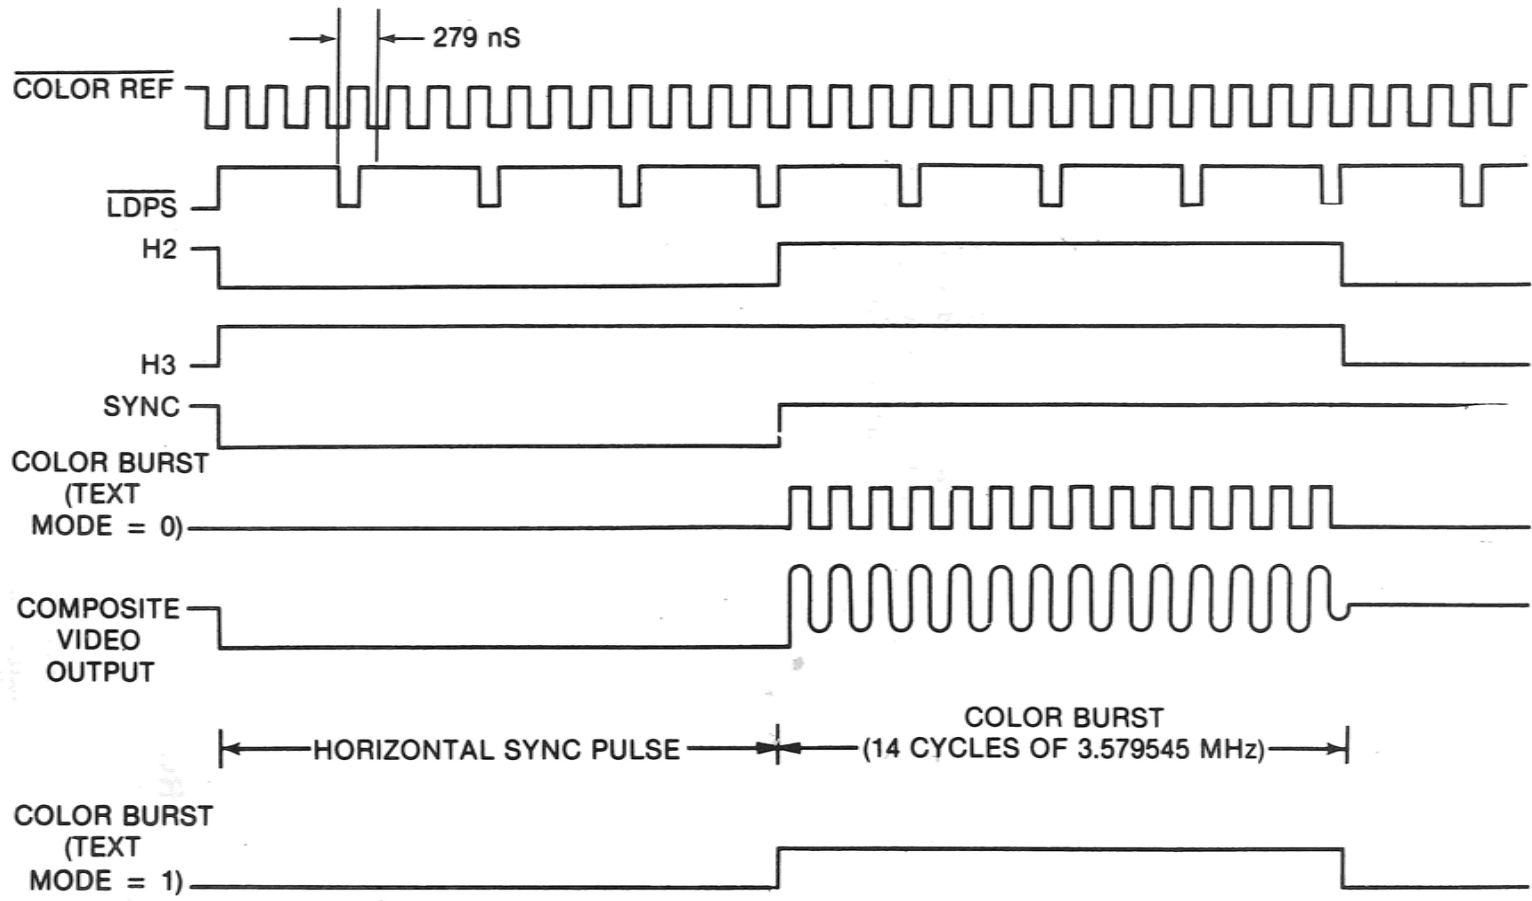 279 nS
COLOR REF
LDPS
H2
H3
SYNC
COLOR BURST
(TEXT
MODE = 0)
COMPOSITE
VIDEO
OUTPUT
HORIZONTAL SYNC PULSE
COLOR BURST
(14 CYCLES OF 3.579545 MHz)
COLOR BURST
(TEXT
MODE = 1)